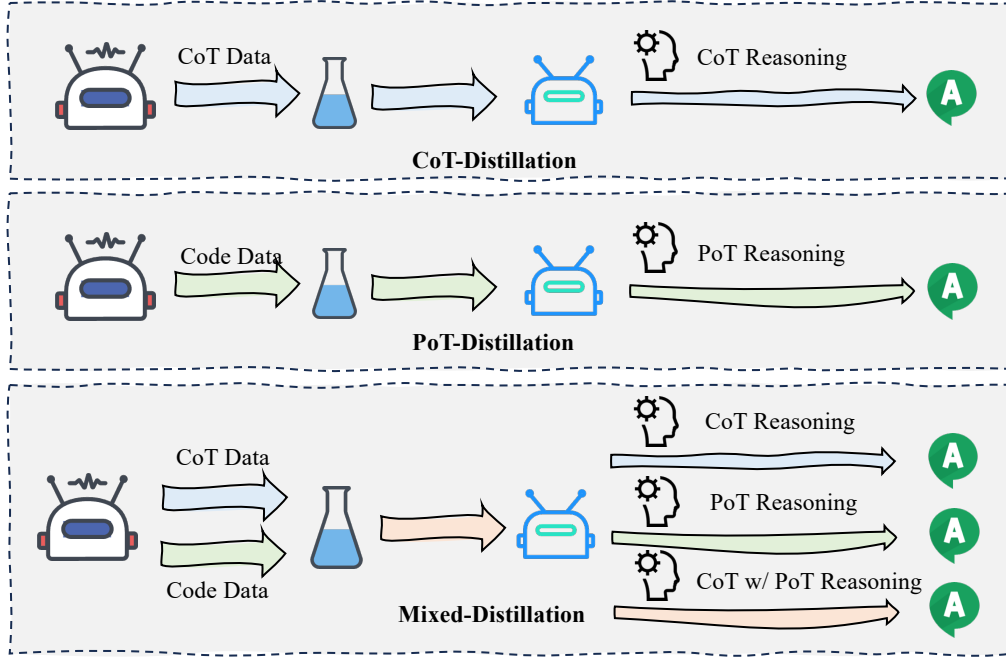 CoT Data
CoT Reasoning
A
CoT-Distillation
Code Data
PoT Reasoning
A
PoT-Distillation
CoT Reasoning
A
CoT Data
PoT Reasoning
A
Code Data
CoT w/ PoT Reasoning
A
Mixed-Distillation